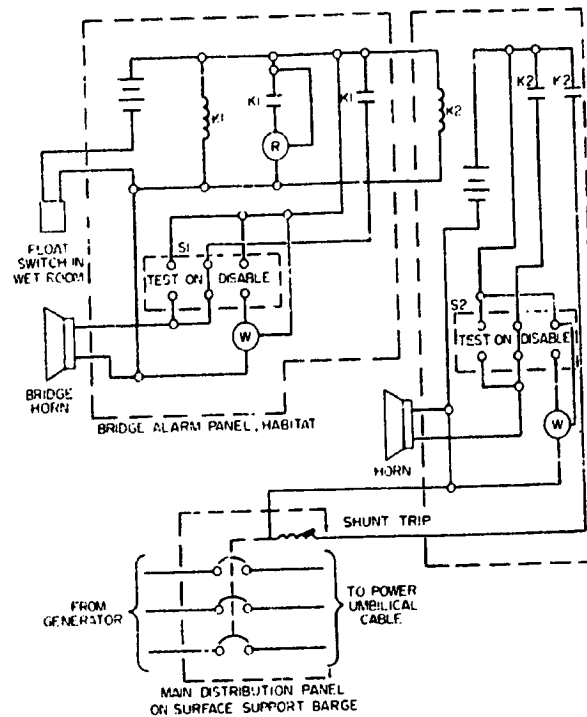 K1
K1
R
K1
K2
K2
K2
FLOAT
SWITCH IN
WET ROOM
S1
TEST ON DISABLE
W
BRIDGE
HORN
BRIDGE ALARM PANEL, HABITAT
S2
TEST ON DISABLE
W
HORN
SHUNT TRIP
FROM
GENERATOR
TO POWER
UMBILICAL
CABLE
MAIN DISTRIBUTION PANEL
ON SURFACE SUPPORT BARGE